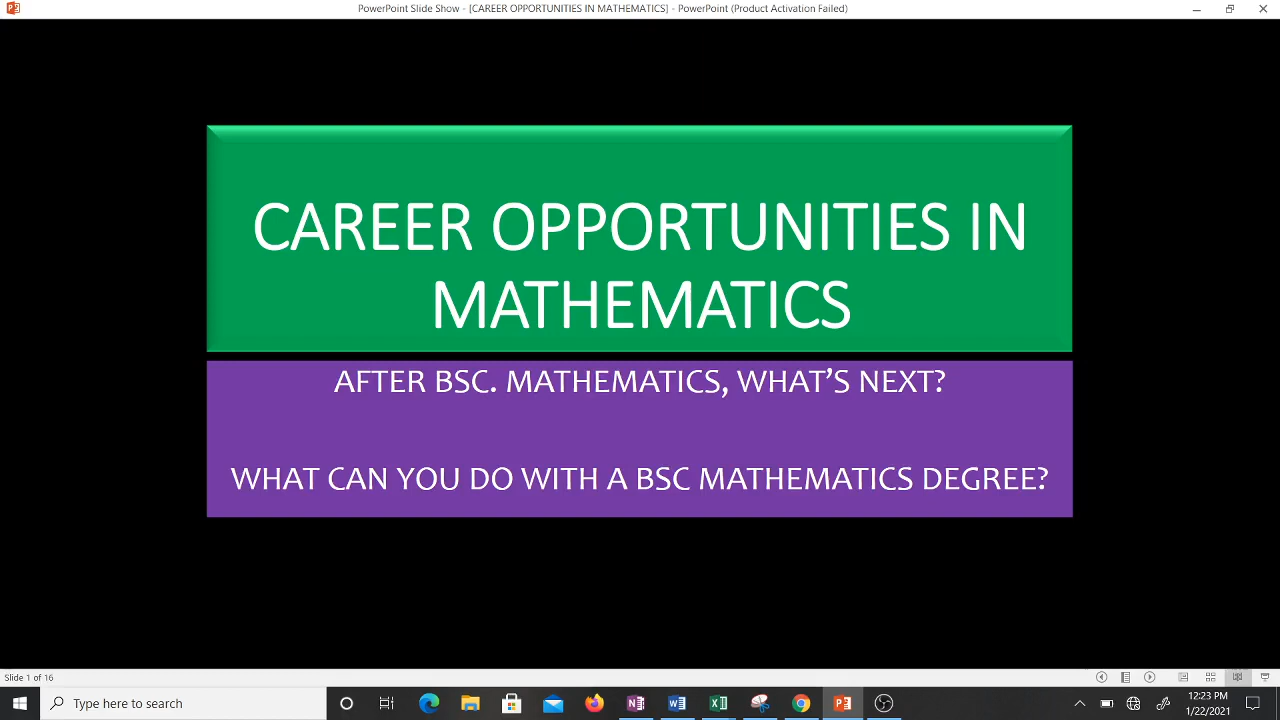 PowerPoint Slide Show - [CAREER OPPORTUNITIES IN MATHEMATICS] - PowerPoint (Product Activation Failed)
CAREER OPPORTUNITIES IN
MATHEMATICS
AFTER BSC. MATHEMATICS, WHAT'S NEXT?
WHAT CAN YOU DO WITH A BSC MATHEMATICS DEGREE?
Slide 1 of 16
Type here to search
12:23 PM
1/22/2021